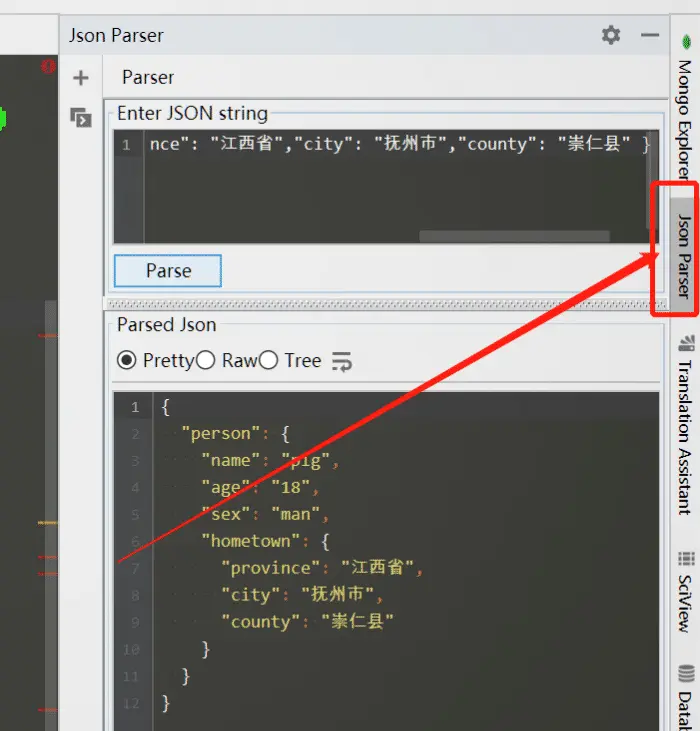 Json Parser
Parser
Enter JSON string
1 nce": "江西省","city": "抚州市","county": "崇仁县" }
Parse
Parsed Json
Pretty Raw Tree
1 {
2 "person": {
3 "name": "pig",
4 "age": "18",
5 "sex": "man",
6 "hometown": {
7 "province": "江西省",
8 "city": "抚州市",
9 "county": "崇仁县"
10 }
11 }
12 }
Mongo Explorer
Json Parser
Translation Assistant
SciView
Datab